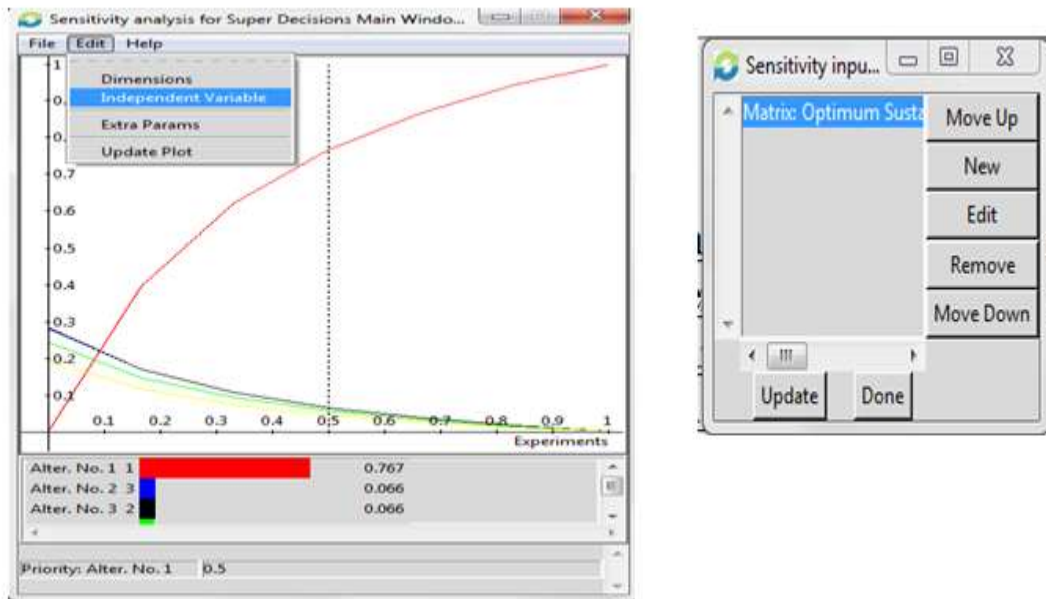 Sensitivity analysis for Super Decisions Main Windo...
File Edit Help
Dimensions
Independent Variable
Extra Params
Update Plot
1
0.
0.
0.7
0.6
0.5
0.4
0.3
0.2
0.1
0.1 0.2 0.3 0.4 0.5 0.6 0.7 0.8 0.9 1
Experiments
Alter. No. 1 1 0.767
Alter. No. 2 3 0.066
Alter. No. 3 2 0.066
Priority: Alter. No. 1 0.5
Sensitivity inpu...
Matrix: Optimum Susta
Move Up
New
Edit
Remove
Move Down
Update Done